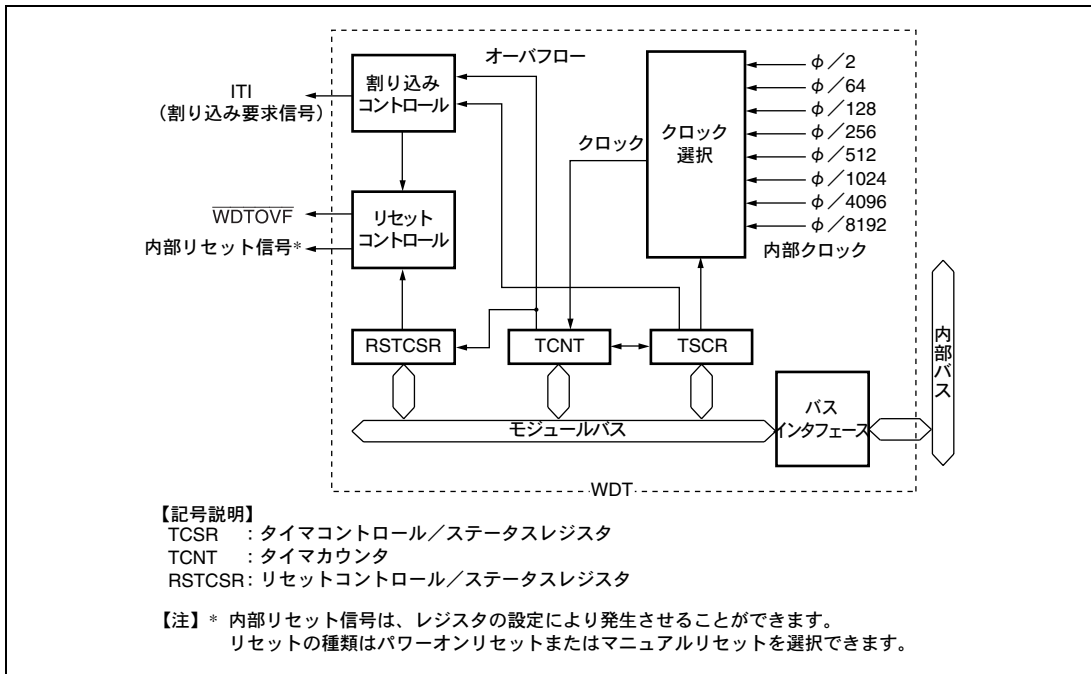 オーバフロー
割り込み
コントロール
ITI
（割り込み要求信号）
クロック
クロック
選択
φ／2
φ／64
φ／128
φ／256
φ／512
φ／1024
φ／4096
φ／8192
内部クロック
WDTOVF
内部リセット信号*
リセット
コントロール
RSTCSR
TCNT
TSCR
モジュールバス
バス
インタフェース
内部バス
WDT
【記号説明】
TCSR ：タイマコントロール／ステータスレジスタ
TCNT ：タイマカウンタ
RSTCSR：リセットコントロール／ステータスレジスタ
【注】* 内部リセット信号は、レジスタの設定により発生させることができます。
リセットの種類はパワーオンリセットまたはマニュアルリセットを選択できます。